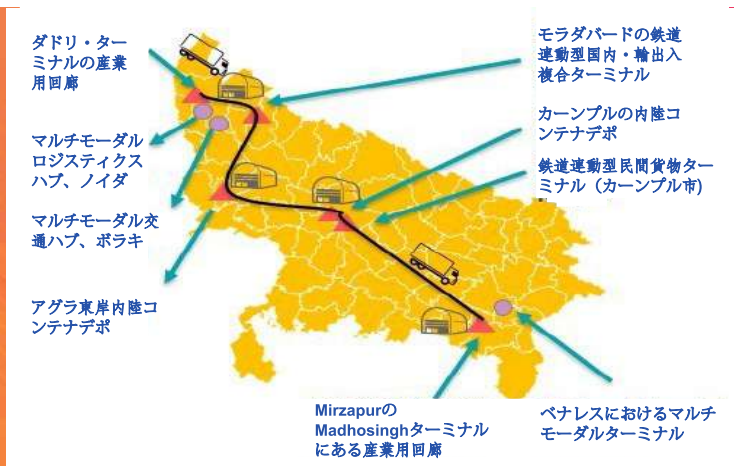 ダドリ・ター
ミナルの産業
用回廊
マルチモーダル
ロジスティクス
ハブ、ノイダ
マルチモーダル交
通ハブ、ボラキ
アグラ東岸内陸コ
ンテナデポ
モラダバードの鉄道
連動型国内・輸出入
複合ターミナル
カーンプルの内陸コ
ンテナデポ
鉄道連動型民間貨物ター
ミナル（カーンプル市)
Mirzapurの
Madhosinghターミナル
にある産業用回廊
ベナレスにおけるマルチ
モーダルターミナル